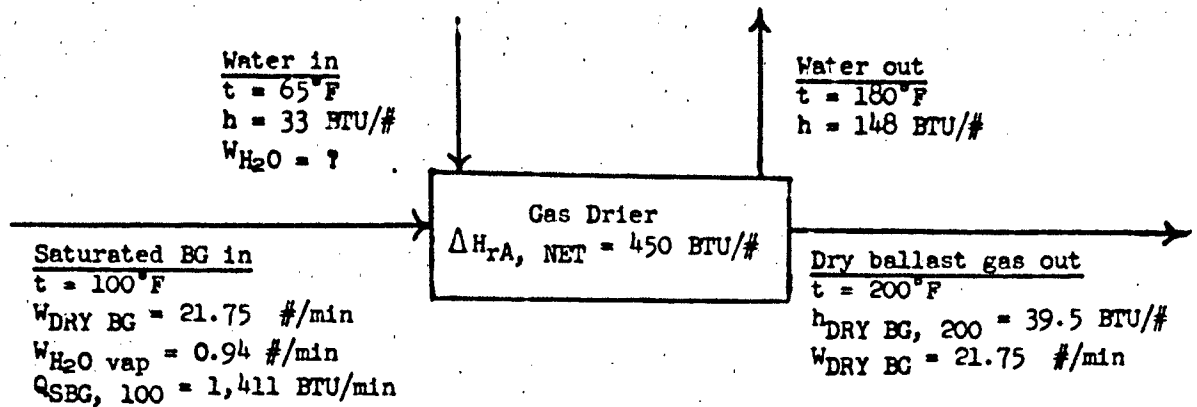 Water in
t = 65°F
h = 33 BTU/#
W_H2O = ?
Water out
t = 180°F
h = 148 BTU/#
Gas Drier
ΔH_rA, NET = 450 BTU/#
Saturated BG in
t = 100°F
W_DRY BG = 21.75 #/min
W_H2O vap = 0.94 #/min
Q_SBG, 100 = 1,411 BTU/min
Dry ballast gas out
t = 200°F
h_DRY BG, 200 = 39.5 BTU/#
W_DRY BG = 21.75 #/min